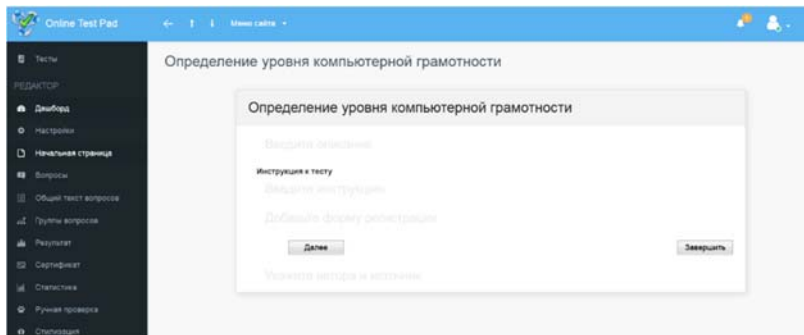 Online Test Pad
Меню сайта
Тесты
РЕДАКТОР
Дашборд
Настройки
Начальная страница
Вопросы
Общий текст вопросов
Группы вопросов
Результат
Сертификат
Статистика
Ручная проверка
Стилизация
Определение уровня компьютерной грамотности
Определение уровня компьютерной грамотности
Введите описание
Инструкция к тесту
Введите инструкцию
Добавьте форму регистрации
Далее
Завершить
Укажите автора и источник